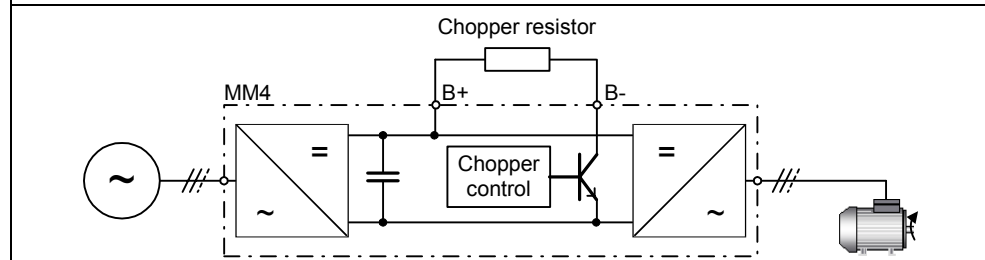 Chopper resistor
MM4
B+
B-
=
~
Chopper
control
=
~
~